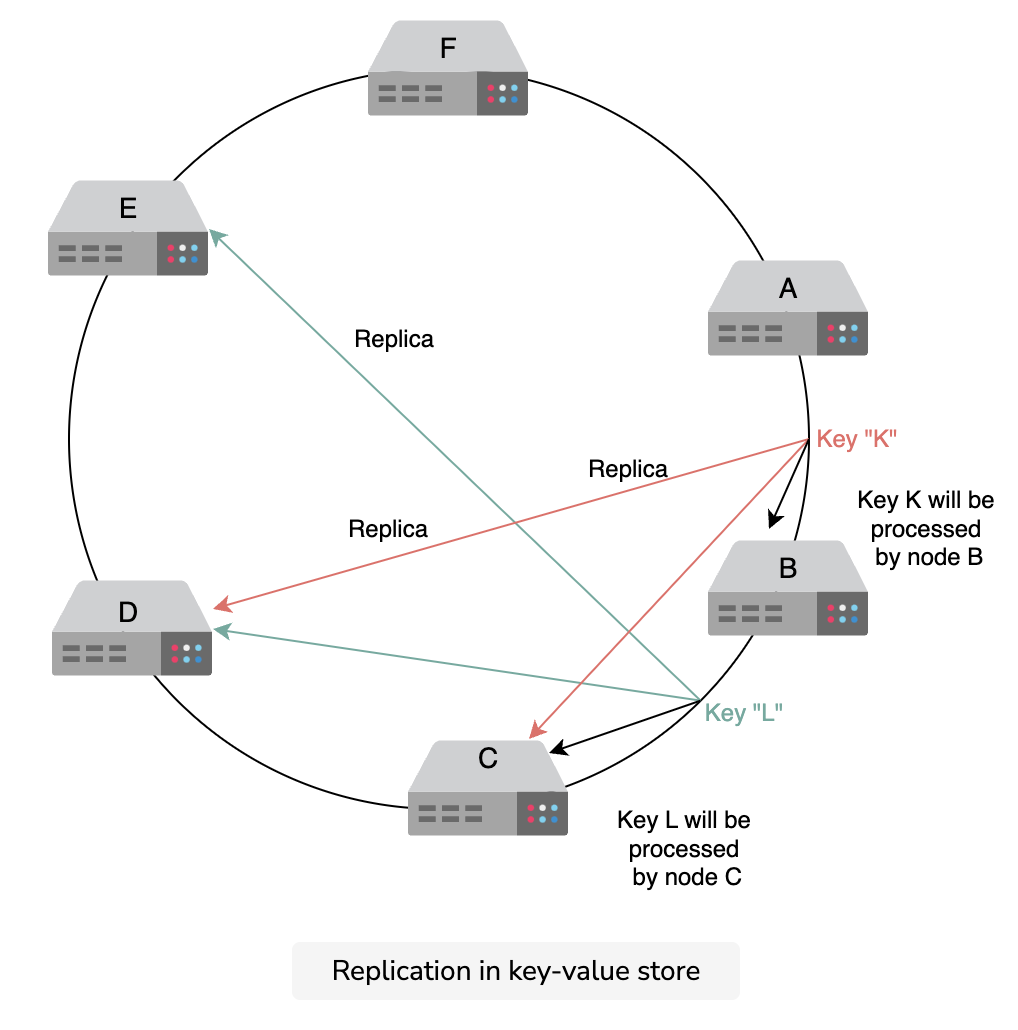 F
E
A
Replica
Key "K"
Replica
Key K will be
processed
by node B
Replica
B
D
Key "L"
C
Key L will be
processed
by node C
Replication in key-value store